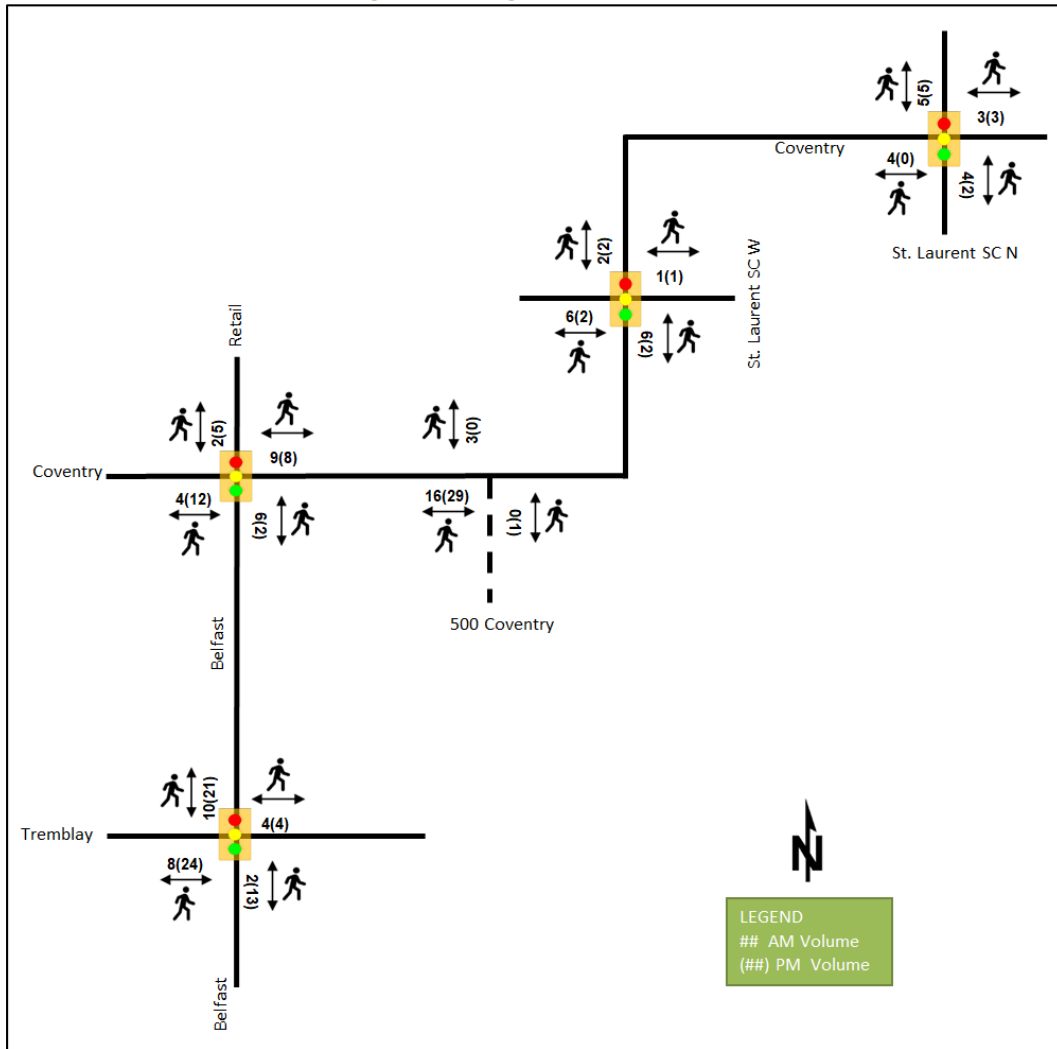 5(5)
3(3)
Coventry
4(0)
4(2)
St. Laurent SC N
2(2)
1(1)
St. Laurent SC W
6(2)
6(2)
Retail
2(5)
9(8)
3(0)
Coventry
4(12)
6(2)
16(29)
0(1)
500 Coventry
Belfast
10(21)
4(4)
Tremblay
8(24)
2(13)
Belfast
N
LEGEND
## AM Volume
(##) PM Volume